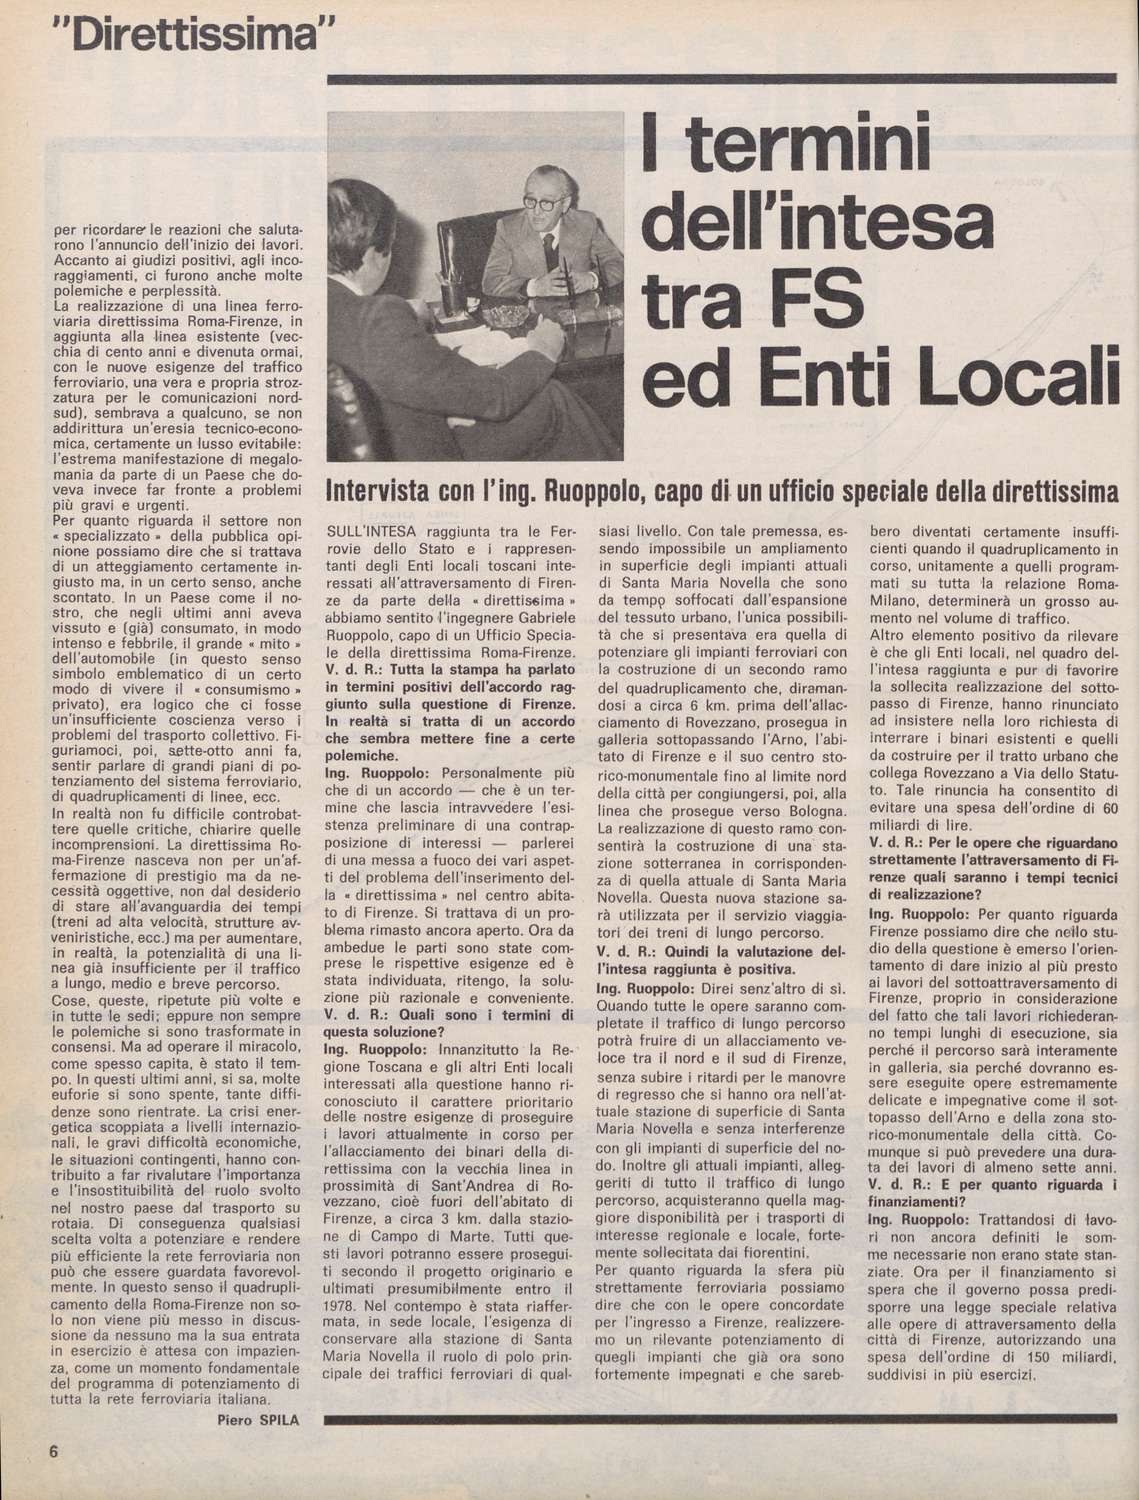 "Direttissima"
per ricordare le reazioni che saluta-
rono l'annuncio dell'inizio dei lavori.
Accanto ai giudizi positivi, agli inco-
raggiamenti, ci furono anche molte
polemiche e perplessità.
La realizzazione di una linea ferro-
viaria direttissima Roma-Firenze, in
aggiunta alla linea esistente (vec-
chia di cento anni e divenuta ormai,
con le nuove esigenze del traffico
ferroviario, una vera e propria stroz-
zatura per le comunicazioni nord-
sud), sembrava a qualcuno, se non
addirittura un'eresia tecnico-econo-
mica, certamente un lusso evitabile:
l'estrema manifestazione di megalo-
mania da parte di un Paese che do-
veva invece far fronte a problemi
più gravi e urgenti.
Per quanto riguarda il settore non
« specializzato » della pubblica opi-
nione possiamo dire che si trattava
di un atteggiamento certamente in-
giusto ma, in un certo senso, anche
scontato. In un Paese come il no-
stro, che negli ultimi anni aveva
vissuto e (già) consumato, in modo
intenso e febbrile, il grande « mito »
dell'automobile (in questo senso
simbolo emblematico di un certo
modo di vivere il « consumismo »
privato), era logico che ci fosse
un'insufficiente coscienza verso i
problemi del trasporto collettivo. Fi-
guriamoci, poi, sette-otto anni fa,
sentir parlare di grandi piani di po-
tenziamento del sistema ferroviario,
di quadruplicamenti di linee, ecc.
In realtà non fu difficile controbat-
tere quelle critiche, chiarire quelle
incomprensioni. La direttissima Ro-
ma-Firenze nasceva non per un'af-
fermazione di prestigio ma da ne-
cessità oggettive, non dal desiderio
di stare all'avanguardia dei tempi
(treni ad alta velocità, strutture av-
veniristiche, ecc.) ma per aumentare,
in realtà, la potenzialità di una li-
nea già insufficiente per il traffico
a lungo, medio e breve percorso.
Cose, queste, ripetute più volte e
in tutte le sedi; eppure non sempre
le polemiche si sono trasformate in
consensi. Ma ad operare il miracolo,
come spesso capita, è stato il tem-
po. In questi ultimi anni, si sa, molte
euforie si sono spente, tante diffi-
denze sono rientrate. La crisi ener-
getica scoppiata a livelli internazio-
nali, le gravi difficoltà economiche,
le situazioni contingenti, hanno con-
tribuito a far rivalutare l'importanza
e l'insostituibilità del ruolo svolto
nel nostro paese dal trasporto su
rotaia. Di conseguenza qualsiasi
scelta volta a potenziare e rendere
più efficiente la rete ferroviaria non
può che essere guardata favorevol-
mente. In questo senso il quadrupli-
camento della Roma-Firenze non so-
lo non viene più messo in discus-
sione da nessuno ma la sua entrata
in esercizio è attesa con impazien-
za, come un momento fondamentale
del programma di potenziamento di
tutta la rete ferroviaria italiana.
Piero SPILA
I termini
dell'intesa
tra FS
ed Enti Locali
Intervista con l'ing. Ruoppolo, capo di un ufficio speciale della direttissima
SULL'INTESA raggiunta tra le Fer-
rovie dello Stato e i rappresen-
tanti degli Enti locali toscani inte-
ressati all'attraversamento di Firen-
ze da parte della « direttissima »
abbiamo sentito l'ingegnere Gabriele
Ruoppolo, capo di un Ufficio Specia-
le della direttissima Roma-Firenze.
V. d. R.: Tutta la stampa ha parlato
in termini positivi dell'accordo rag-
giunto sulla questione di Firenze.
In realtà si tratta di un accordo
che sembra mettere fine a certe
polemiche.
Ing. Ruoppolo: Personalmente più
che di un accordo — che è un ter-
mine che lascia intravvedere l'esi-
stenza preliminare di una contrap-
posizione di interessi — parlerei
di una messa a fuoco dei vari aspet-
ti del problema dell'inserimento del-
la « direttissima » nel centro abita-
to di Firenze. Si trattava di un pro-
blema rimasto ancora aperto. Ora da
ambedue le parti sono state com-
prese le rispettive esigenze ed è
stata individuata, ritengo, la solu-
zione più razionale e conveniente.
V. d. R.: Quali sono i termini di
questa soluzione?
Ing. Ruoppolo: Innanzitutto la Re-
gione Toscana e gli altri Enti locali
interessati alla questione hanno ri-
conosciuto il carattere prioritario
delle nostre esigenze di proseguire
i lavori attualmente in corso per
l'allacciamento dei binari della di-
rettissima con la vecchia linea in
prossimità di Sant'Andrea di Ro-
vezzano, cioè fuori dell'abitato di
Firenze, a circa 3 km. dalla stazio-
ne di Campo di Marte. Tutti que-
sti lavori potranno essere prosegui-
ti secondo il progetto originario e
ultimati presumibilmente entro il
1978. Nel contempo è stata riaffer-
mata, in sede locale, l'esigenza di
conservare alla stazione di Santa
Maria Novella il ruolo di polo prin-
cipale dei traffici ferroviari di qual-
siasi livello. Con tale premessa, es-
sendo impossibile un ampliamento
in superficie degli impianti attuali
di Santa Maria Novella che sono
da tempo soffocati dall'espansione
del tessuto urbano, l'unica possibili-
tà che si presentava era quella di
potenziare gli impianti ferroviari con
la costruzione di un secondo ramo
del quadruplicamento che, diraman-
dosi a circa 6 km. prima dell'allac-
ciamento di Rovezzano, prosegua in
galleria sottopassando l'Arno, l'abi-
tato di Firenze e il suo centro sto-
rico-monumentale fino al limite nord
della città per congiungersi, poi, alla
linea che prosegue verso Bologna.
La realizzazione di questo ramo con-
sentirà la costruzione di una sta-
zione sotterranea in corrisponden-
za di quella attuale di Santa Maria
Novella. Questa nuova stazione sa-
rà utilizzata per il servizio viaggia-
tori dei treni di lungo percorso.
V. d. R.: Quindi la valutazione del-
l'intesa raggiunta è positiva.
Ing. Ruoppolo: Direi senz'altro di sì.
Quando tutte le opere saranno com-
pletate il traffico di lungo percorso
potrà fruire di un allacciamento ve-
loce tra il nord e il sud di Firenze,
senza subire i ritardi per le manovre
di regresso che si hanno ora nell'at-
tuale stazione di superficie di Santa
Maria Novella e senza interferenze
con gli impianti di superficie del no-
do. Inoltre gli attuali impianti, alleg-
geriti di tutto il traffico di lungo
percorso, acquisteranno quella mag-
giore disponibilità per i trasporti di
interesse regionale e locale, forte-
mente sollecitata dai fiorentini.
Per quanto riguarda la sfera più
strettamente ferroviaria possiamo
dire che con le opere concordate
per l'ingresso a Firenze, realizzere-
mo un rilevante potenziamento di
quegli impianti che già ora sono
fortemente impegnati e che sareb-
bero diventati certamente insuffi-
cienti quando il quadruplicamento in
corso, unitamente a quelli program-
mati su tutta la relazione Roma-
Milano, determinerà un grosso au-
mento nel volume di traffico.
Altro elemento positivo da rilevare
è che gli Enti locali, nel quadro del-
l'intesa raggiunta e pur di favorire
la sollecita realizzazione del sotto-
passo di Firenze, hanno rinunciato
ad insistere nella loro richiesta di
interrare i binari esistenti e quelli
da costruire per il tratto urbano che
collega Rovezzano a Via dello Statu-
to. Tale rinuncia ha consentito di
evitare una spesa dell'ordine di 60
miliardi di lire.
V. d. R.: Per le opere che riguardano
strettamente l'attraversamento di Fi-
renze quali saranno i tempi tecnici
di realizzazione?
Ing. Ruoppolo: Per quanto riguarda
Firenze possiamo dire che nello stu-
dio della questione è emerso l'orien-
tamento di dare inizio al più presto
ai lavori del sottoattraversamento di
Firenze, proprio in considerazione
del fatto che tali lavori richiederan-
no tempi lunghi di esecuzione, sia
perché il percorso sarà interamente
in galleria, sia perché dovranno es-
sere eseguite opere estremamente
delicate e impegnative come il sot-
topasso dell'Arno e della zona sto-
rico-monumentale della città. Co-
munque si può prevedere una dura-
ta dei lavori di almeno sette anni.
V. d. R.: E per quanto riguarda i
finanziamenti?
Ing. Ruoppolo: Trattandosi di lavo-
ri non ancora definiti le som-
me necessarie non erano state stan-
ziate. Ora per il finanziamento si
spera che il governo possa predi-
sporre una legge speciale relativa
alle opere di attraversamento della
città di Firenze, autorizzando una
spesa dell'ordine di 150 miliardi,
suddivisi in più esercizi.
6